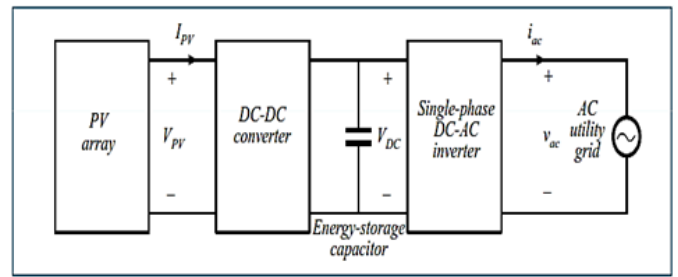 I_PV
i_ac
PV
array
+
V_PV
−
DC-DC
converter
+
V_DC
−
Energy-storage
capacitor
Single-phase
DC-AC
inverter
+
v_ac
−
AC
utility
grid